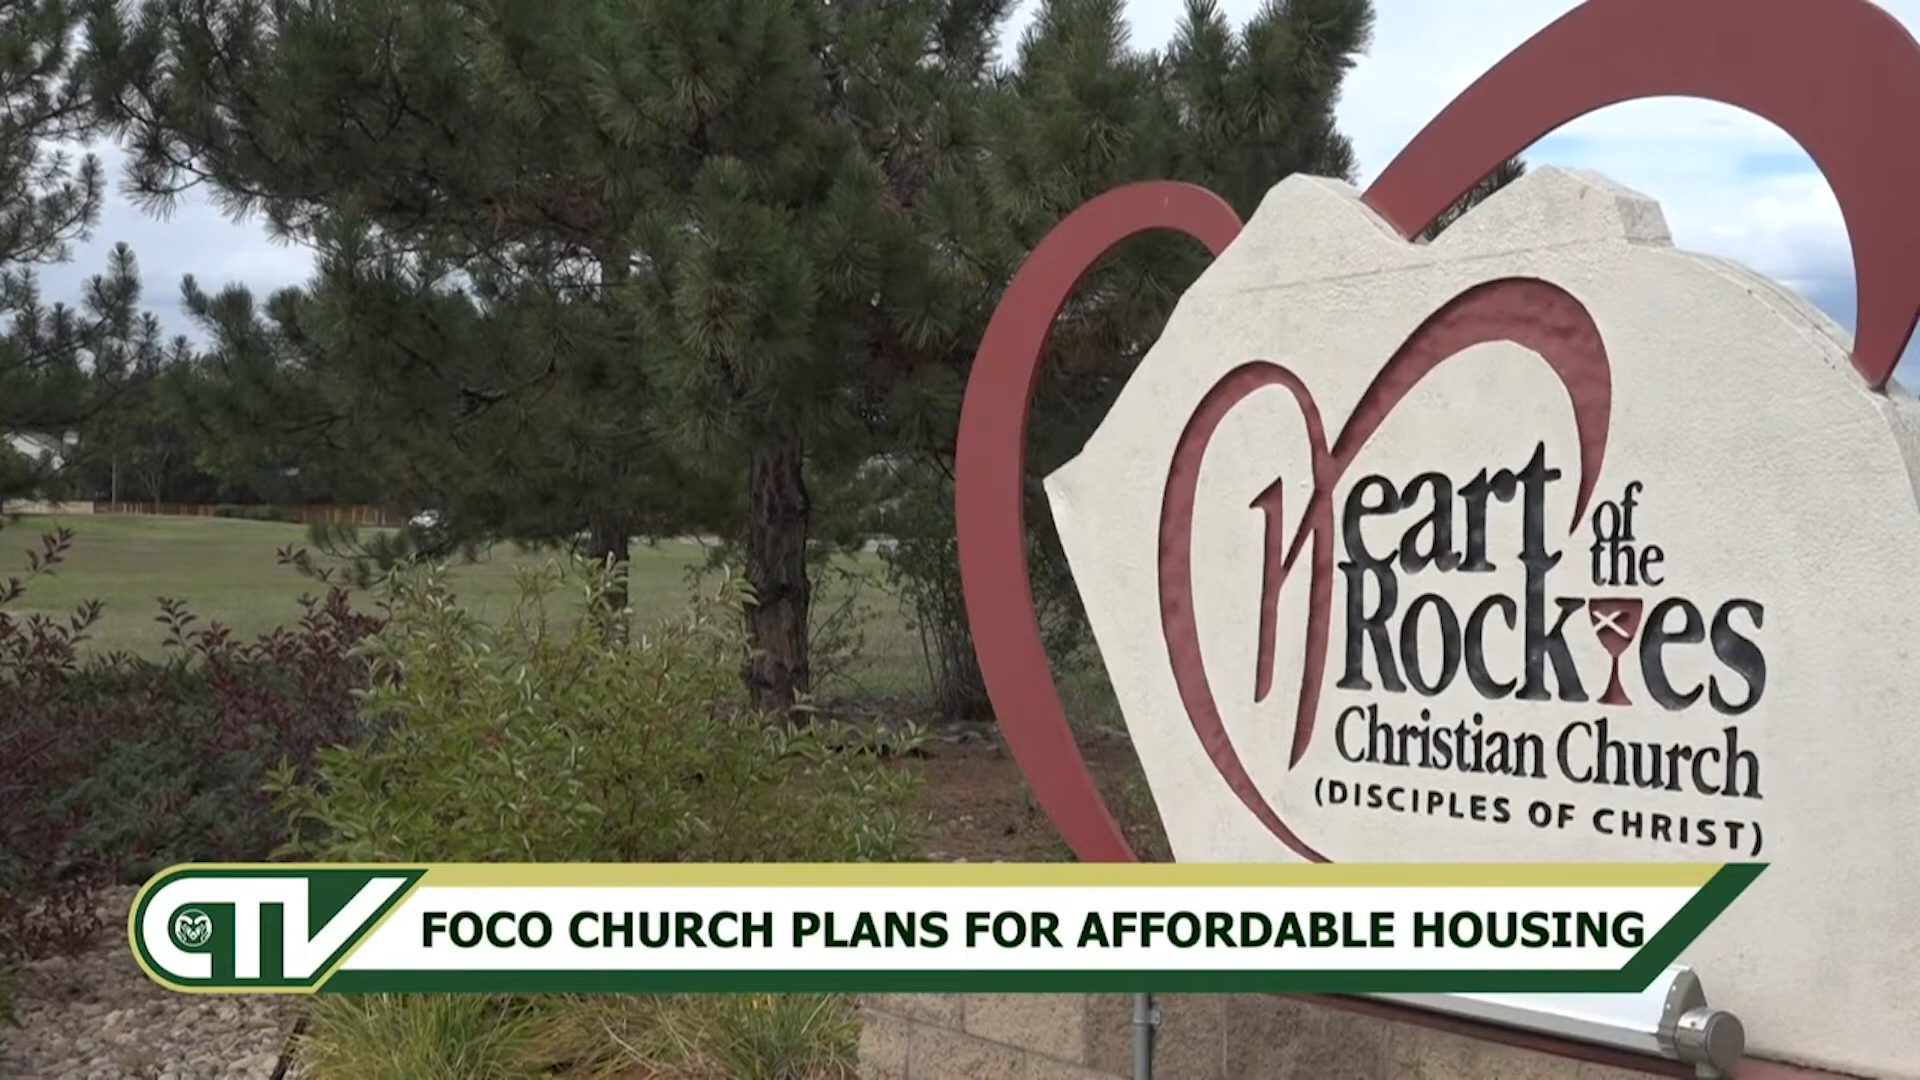 Heart
of
the
Rockies
Christian Church
(DISCIPLES OF CHRIST)
CTV
FOCO CHURCH PLANS FOR AFFORDABLE HOUSING